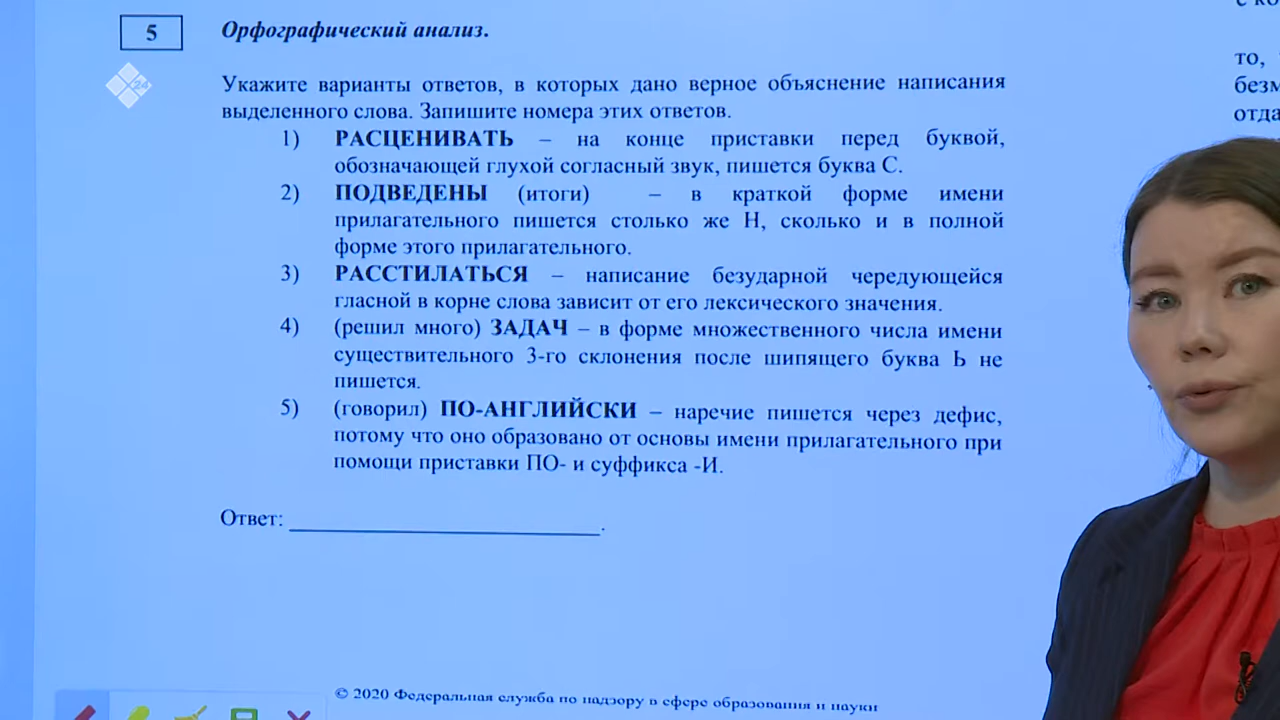 5
Орфографический анализ.
24
Укажите варианты ответов, в которых дано верное объяснение написания
выделенного слова. Запишите номера этих ответов.
1) РАСЦЕНИВАТЬ – на конце приставки перед буквой,
обозначающей глухой согласный звук, пишется буква С.
2) ПОДВЕДЕНЫ (итоги) – в краткой форме имени
прилагательного пишется столько же Н, сколько и в полной
форме этого прилагательного.
3) РАССТИЛАТЬСЯ – написание безударной чередующейся
гласной в корне слова зависит от его лексического значения.
4) (решил много) ЗАДАЧ – в форме множественного числа имени
существительного 3-го склонения после шипящего буква Ь не
пишется.
5) (говорил) ПО-АНГЛИЙСКИ – наречие пишется через дефис,
потому что оно образовано от основы имени прилагательного при
помощи приставки ПО- и суффикса -И.
Ответ: ______________________________.
© 2020 Федеральная служба по надзору в сфере образования и науки
то,